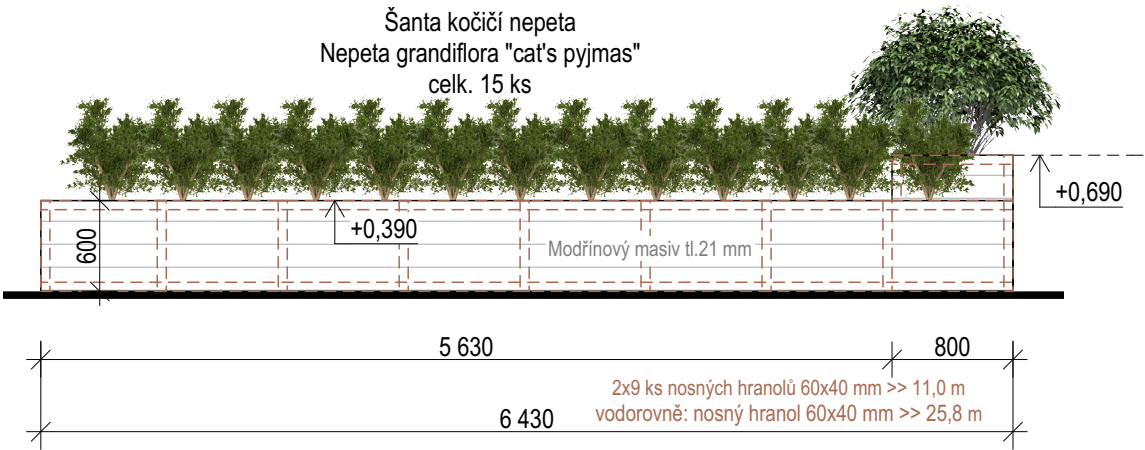 Šanta kočičí nepeta
Nepeta grandiflora "cat's pyjmas"
celk. 15 ks
+0,690
+0,390
600
Modřínový masiv tl.21 mm
5 630
800
2x9 ks nosných hranolů 60x40 mm >> 11,0 m
vodorovně: nosný hranol 60x40 mm >> 25,8 m
6 430